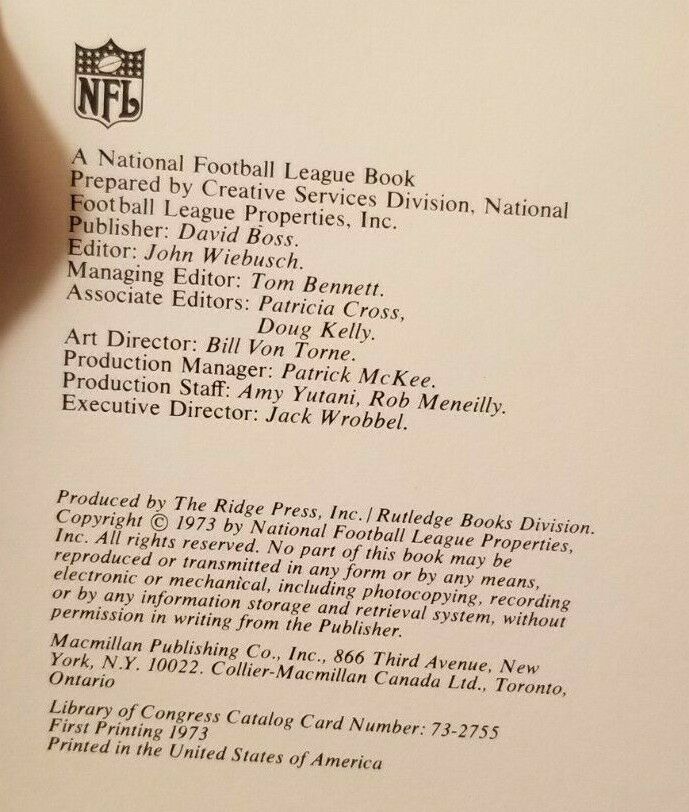 NFL
A National Football League Book
Prepared by Creative Services Division, National
Football League Properties, Inc.
Publisher: David Boss.
Editor: John Wiebusch.
Managing Editor: Tom Bennett.
Associate Editors: Patricia Cross,
Doug Kelly.
Art Director: Bill Von Torne.
Production Manager: Patrick McKee.
Production Staff: Amy Yutani, Rob Meneilly.
Executive Director: Jack Wrobbel.
Produced by The Ridge Press, Inc. / Rutledge Books Division.
Copyright © 1973 by National Football League Properties,
Inc. All rights reserved. No part of this book may be
reproduced or transmitted in any form or by any means,
electronic or mechanical, including photocopying, recording
or by any information storage and retrieval system, without
permission in writing from the Publisher.
Macmillan Publishing Co., Inc., 866 Third Avenue, New
York, N.Y. 10022. Collier-Macmillan Canada Ltd., Toronto,
Ontario
Library of Congress Catalog Card Number: 73-2755
First Printing 1973
Printed in the United States of America